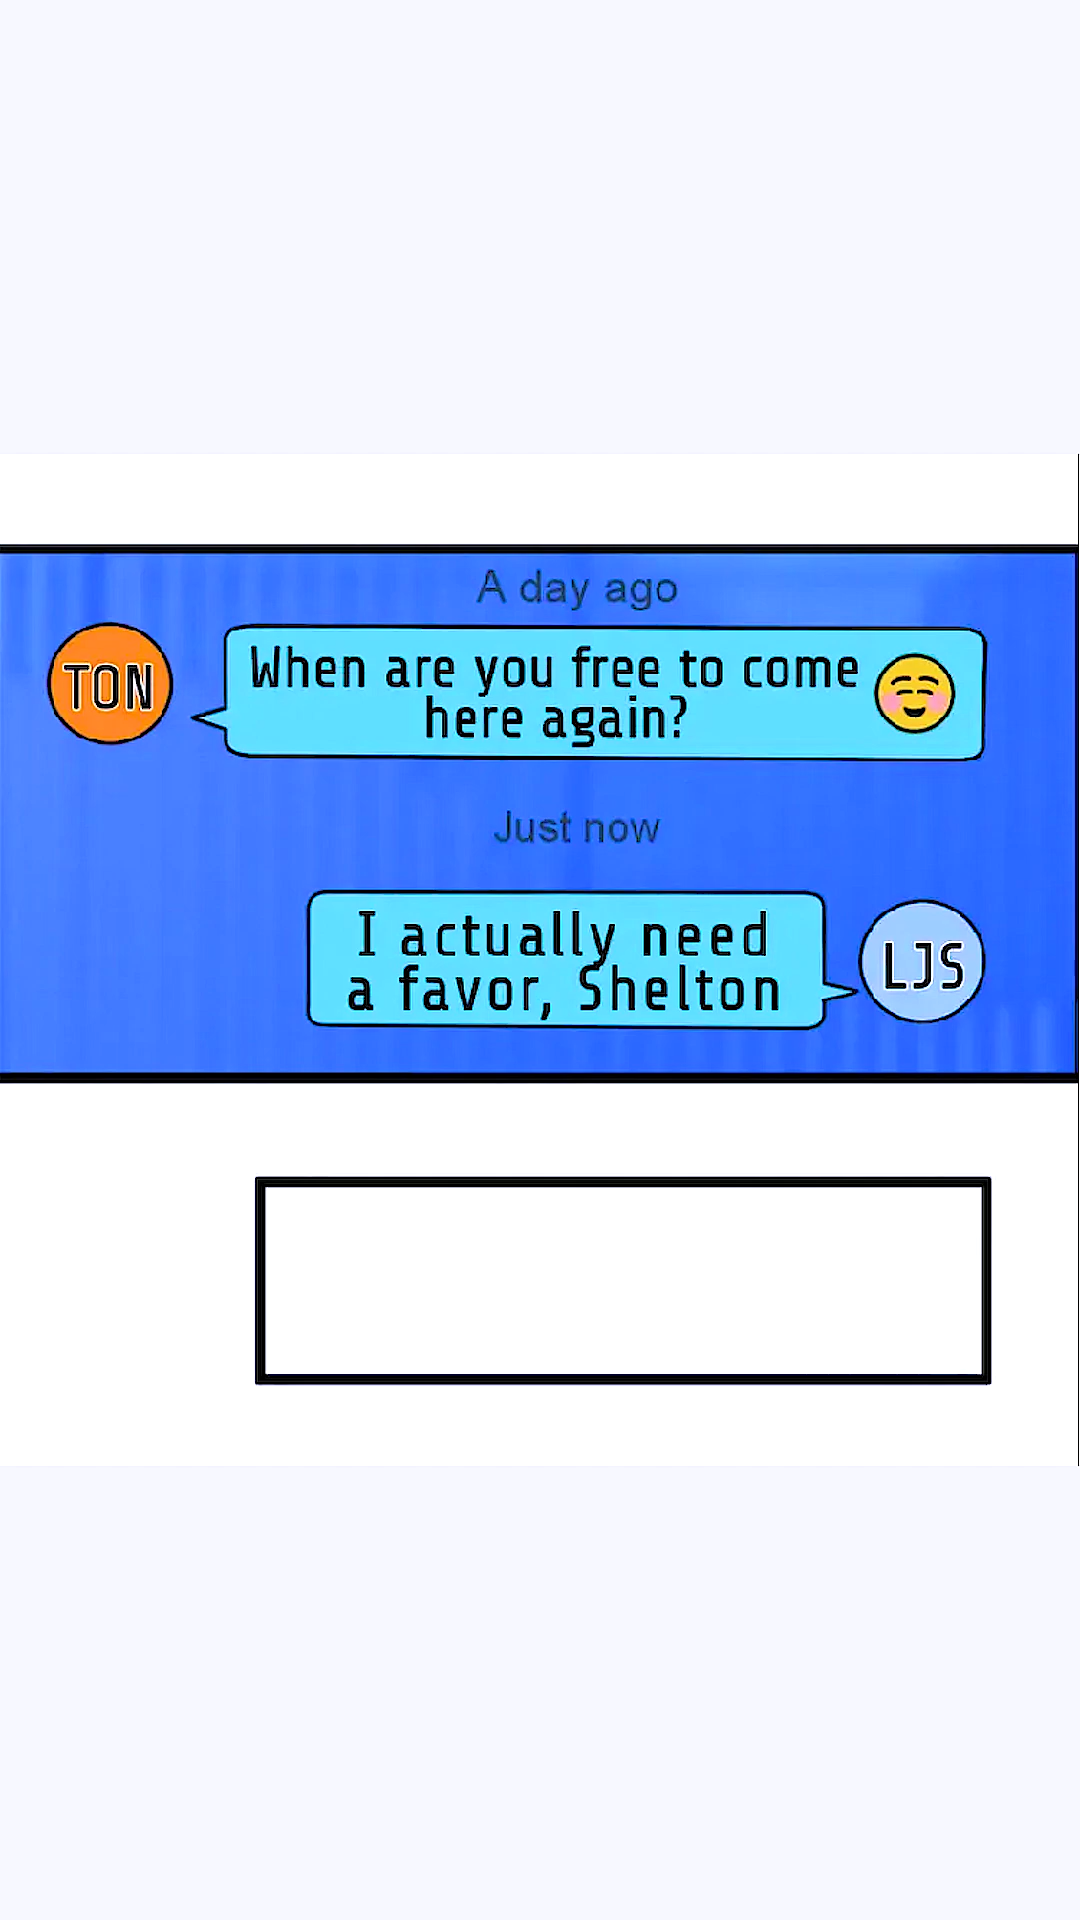 A day ago
TON
When are you free to come
here again?
Just now
I actually need
a favor, Shelton
LJS